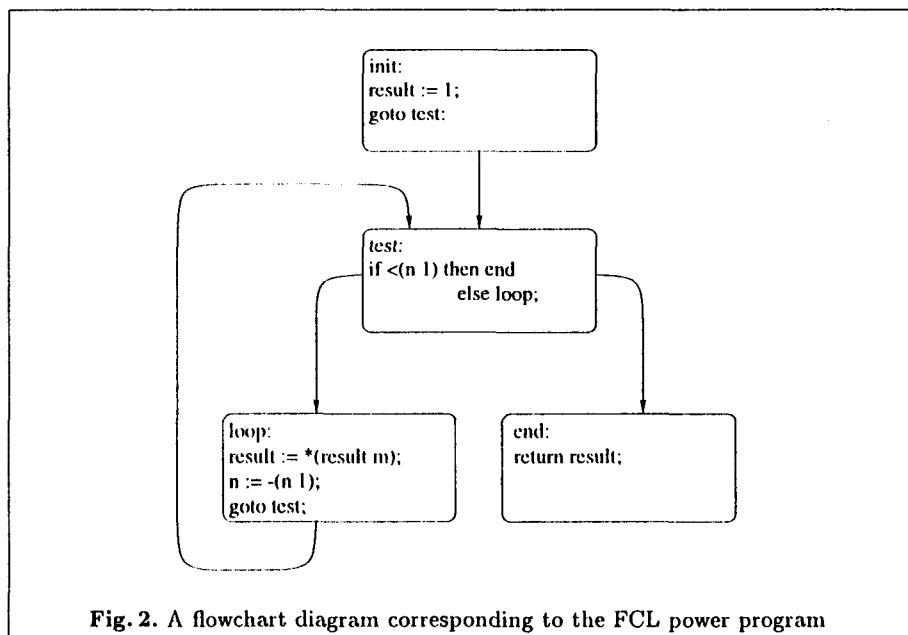 init:
result := 1;
goto test:
test:
if <(n 1) then end
else loop;
loop:
result := *(result m);
n := -(n 1);
goto test;
end:
return result;
Fig. 2. A flowchart diagram corresponding to the FCL power program